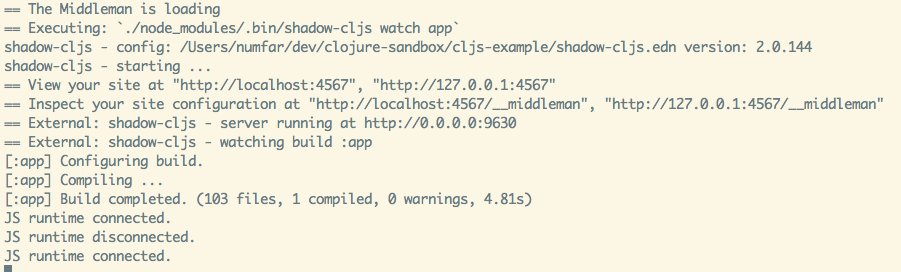 == The Middleman is loading
== Executing: `./node_modules/.bin/shadow-cljs watch app`
shadow-cljs - config: /Users/numfar/dev/clojure-sandbox/cljs-example/shadow-cljs.edn version: 2.0.144
shadow-cljs - starting ...
== View your site at "http://localhost:4567", "http://127.0.0.1:4567"
== Inspect your site configuration at "http://localhost:4567/__middleman", "http://127.0.0.1:4567/__middleman"
== External: shadow-cljs - server running at http://0.0.0.0:9630
== External: shadow-cljs - watching build :app
[:app] Configuring build.
[:app] Compiling ...
[:app] Build completed. (103 files, 1 compiled, 0 warnings, 4.81s)
JS runtime connected.
JS runtime disconnected.
JS runtime connected.